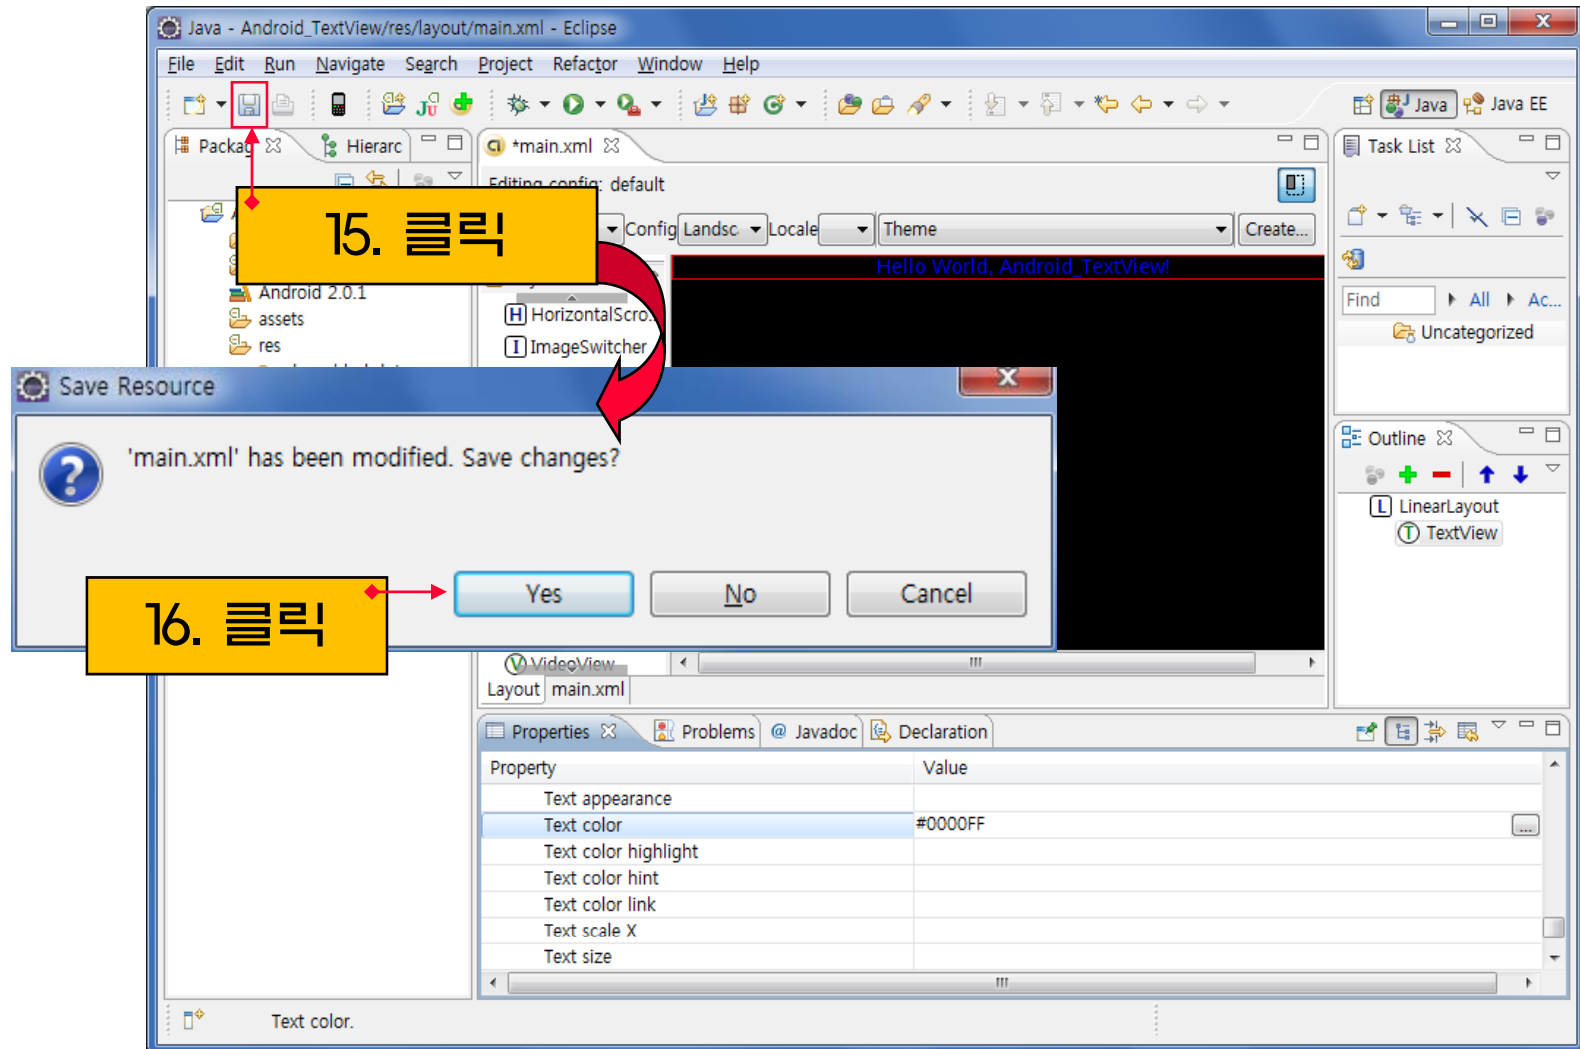 Java - Android_TextView/res/layout/main.xml - Eclipse
File Edit Run Navigate Search Project Refactor Window Help
Java Java EE
Packag Hierarc
*main.xml
Task List
Editing config: default
15. 클릭
Config Landsc Locale Theme Create...
Hello World, Android_TextView!
Android 2.0.1
assets
res
HorizontalScro...
ImageSwitcher
Find All Ac...
Uncategorized
Save Resource
'main.xml' has been modified. Save changes?
Yes No Cancel
16. 클릭
Outline
LinearLayout
TextView
VideoView
Layout main.xml
Properties Problems @ Javadoc Declaration
Property Value
Text appearance
Text color #0000FF ...
Text color highlight
Text color hint
Text color link
Text scale X
Text size
Text color.